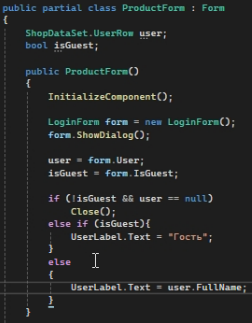 public partial class ProductForm : Form
{
ShopDataSet.UserRow user;
bool isGuest;
public ProductForm()
{
InitializeComponent();
LoginForm form = new LoginForm();
form.ShowDialog();
user = form.User;
isGuest = form.IsGuest;
if (!isGuest && user == null)
Close();
else if (isGuest){
UserLabel.Text = "Гость";
}
else
{
UserLabel.Text = user.FullName;
}
}